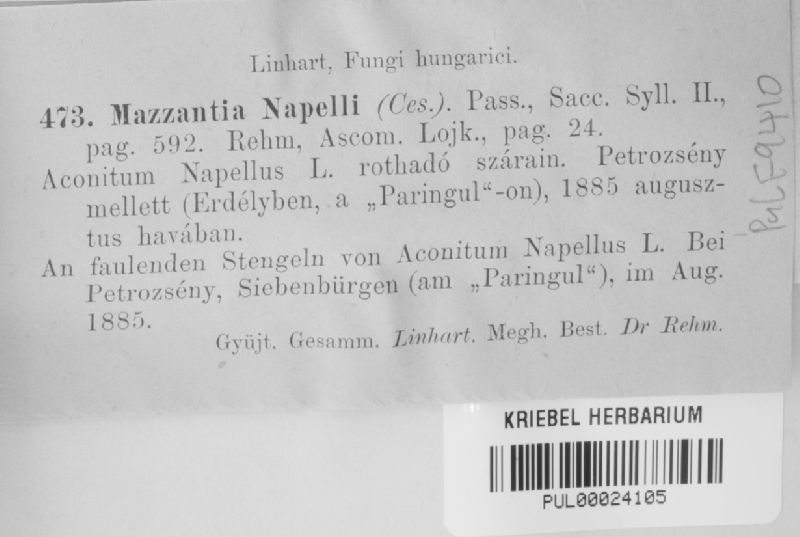 Linhart, Fungi hungarici.
473. Mazzantia Napelli (Ces.). Pass., Sacc. Syll. II.,
pag. 592. Rehm, Ascom. Lojk., pag. 24.
Aconitum Napellus L. rothadó szárain. Petrozsény
mellett (Erdélyben, a „Paringul“-on), 1885 augusz-
tus havában.
An faulenden Stengeln von Aconitum Napellus L. Bei
Petrozsény, Siebenbürgen (am „Paringul“), im Aug.
1885.
Gyüjt. Gesamm. Linhart. Megh. Best. Dr Rehm.
PUL F9410
KRIEBEL HERBARIUM
PUL00024105